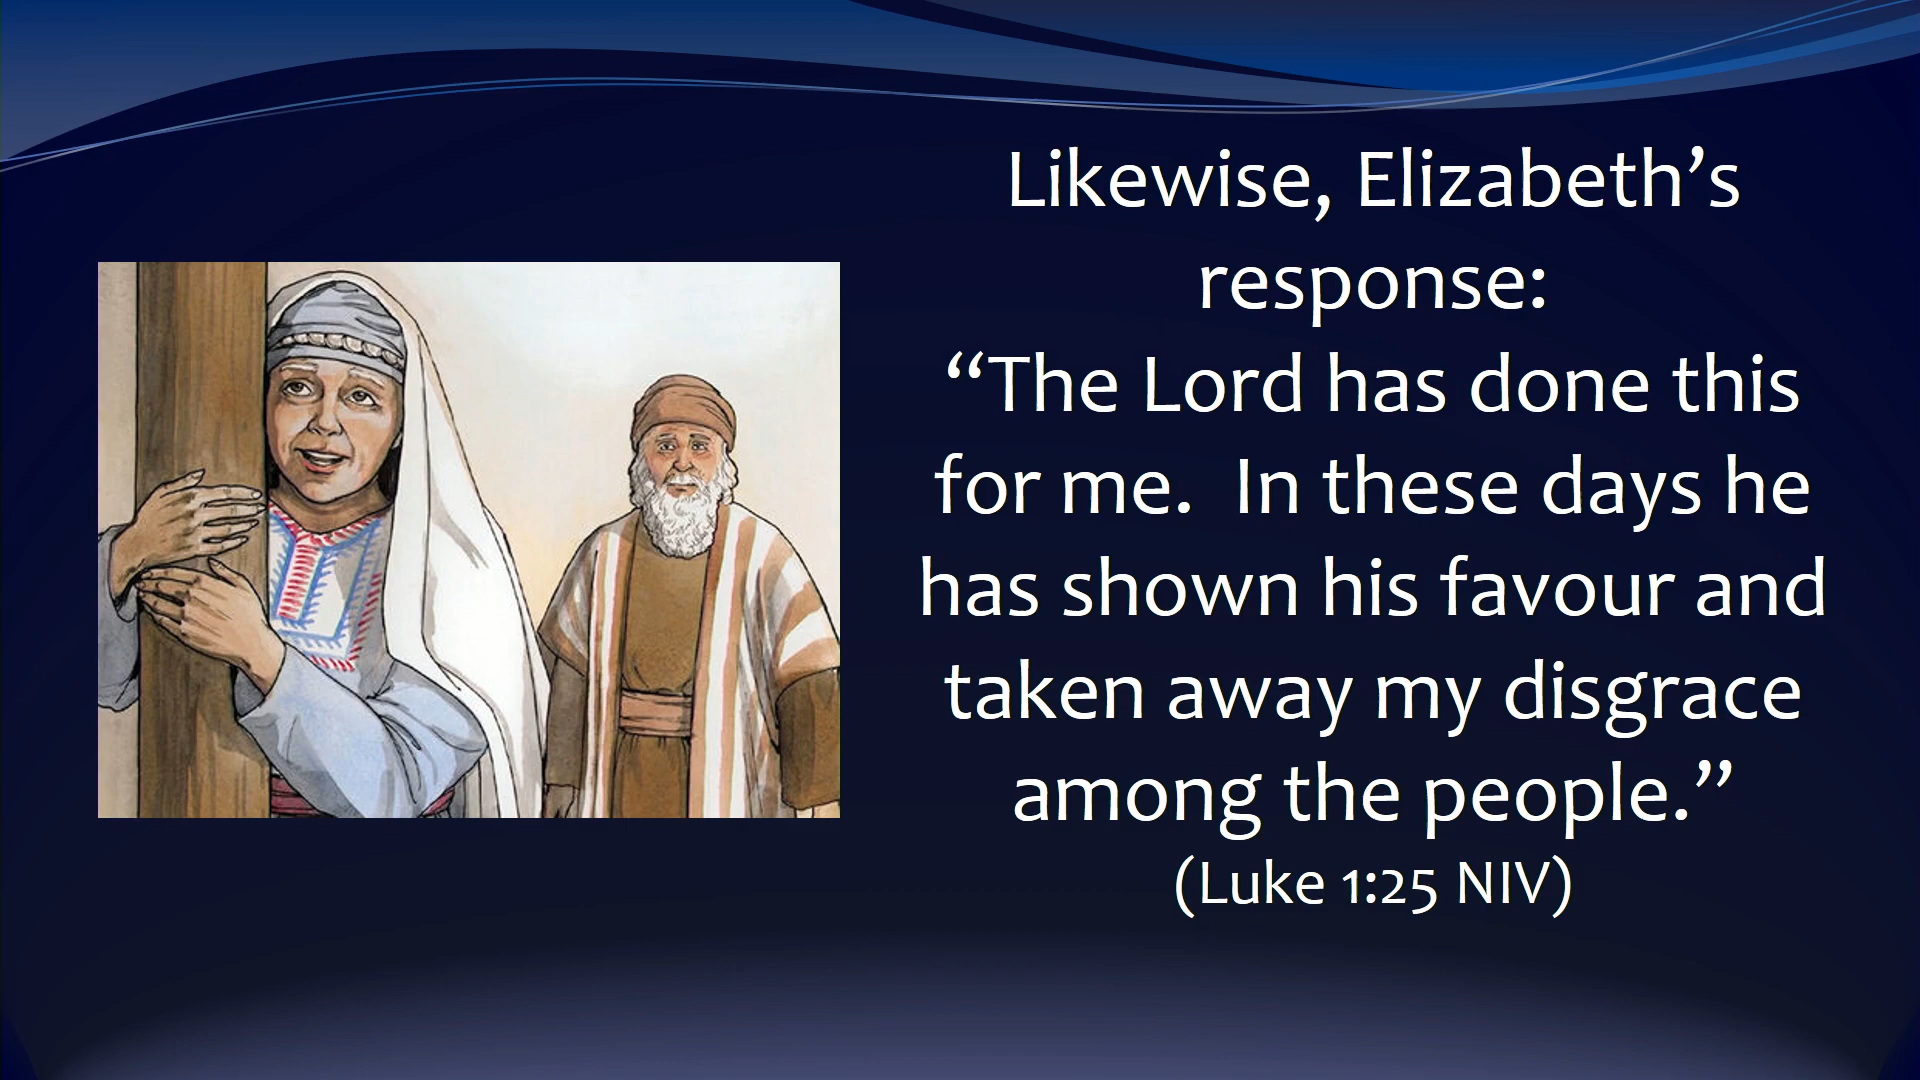 Likewise, Elizabeth’s
response:
“The Lord has done this
for me.  In these days he
has shown his favour and
taken away my disgrace
among the people.”
(Luke 1:25 NIV)